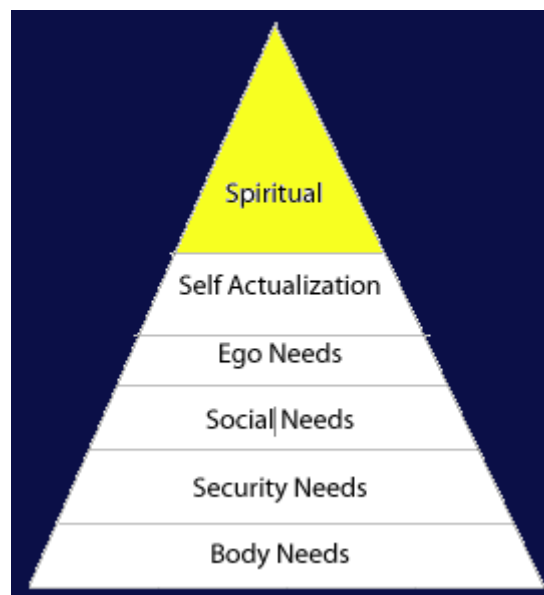 Spiritual
Self Actualization
Ego Needs
Social Needs
Security Needs
Body Needs